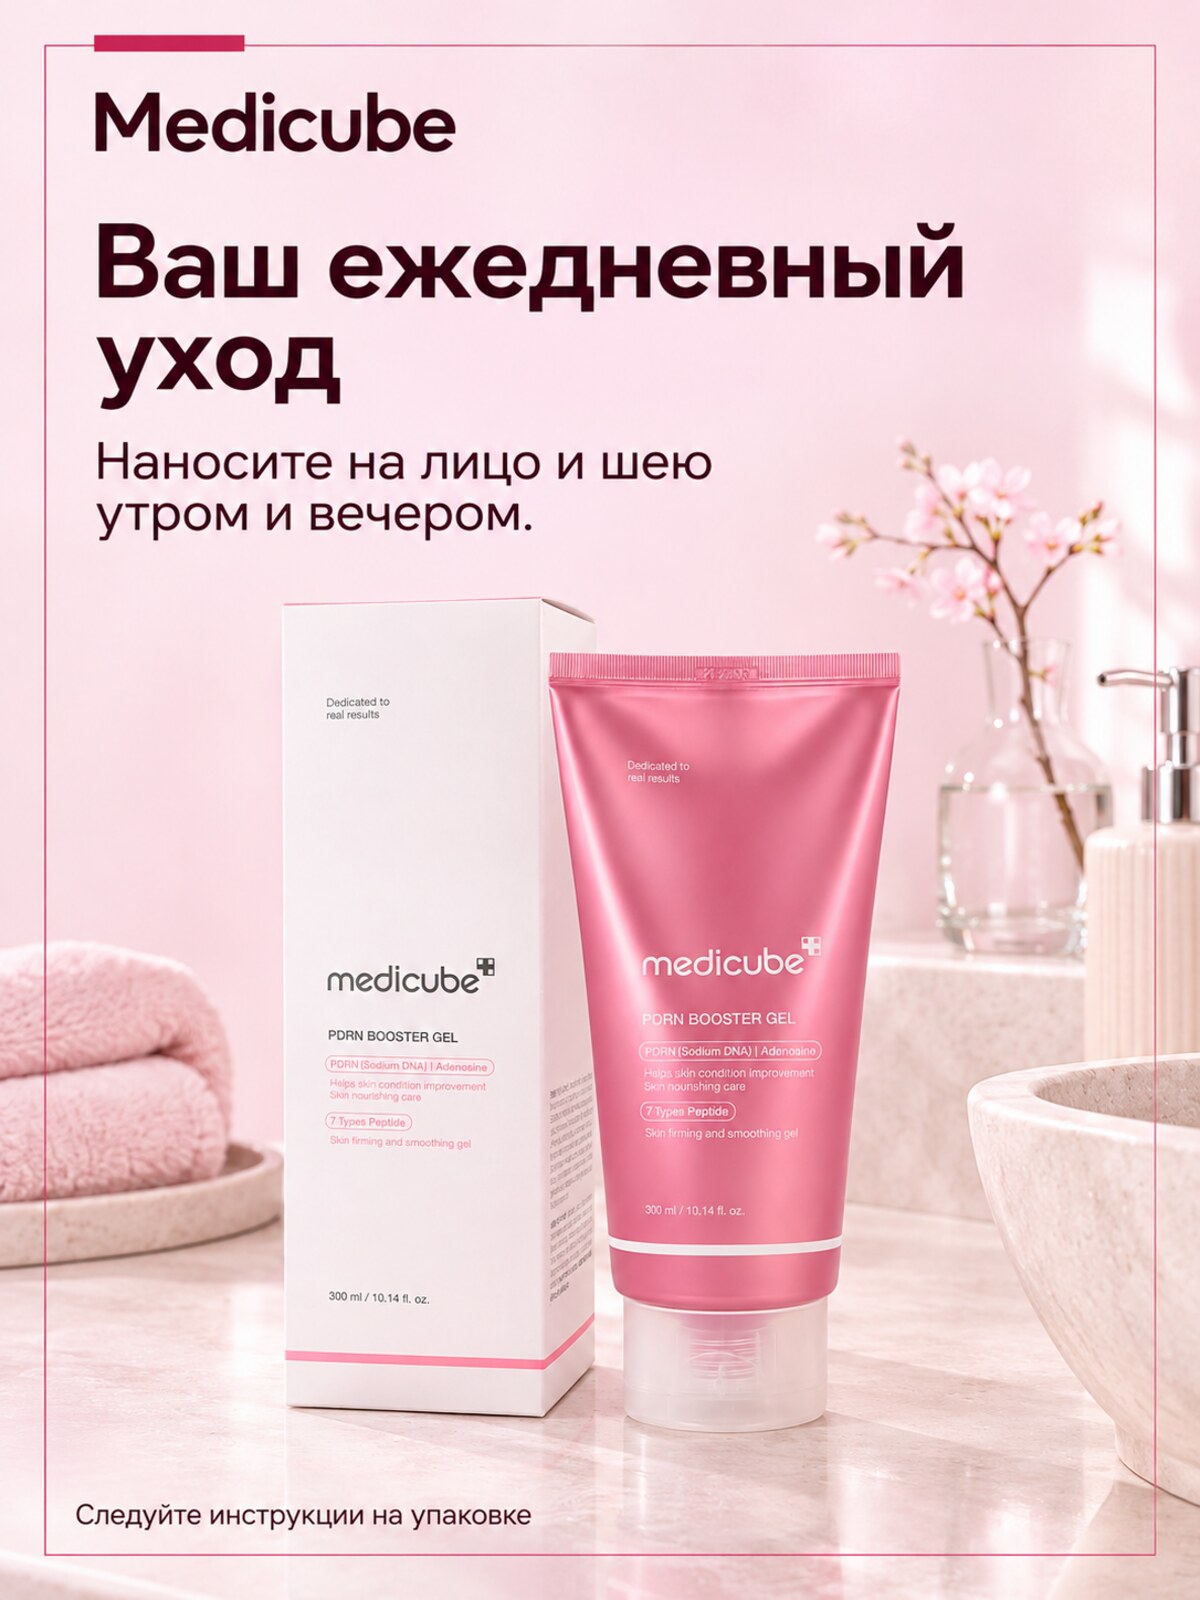 Medicube
Ваш ежедневный
уход
Наносите на лицо и шею
утром и вечером.
Dedicated to
real results
medicube
PDRN BOOSTER GEL
PDRN (Sodium DNA) | Adenosine
Helps skin condition improvement
Skin nourishing care
7 Types Peptide
Skin firming and smoothing gel
300 ml / 10.14 fl. oz.
Dedicated to
real results
medicube
PDRN BOOSTER GEL
PDRN (Sodium DNA) | Adenosine
Helps skin condition improvement
Skin nourishing care
7 Types Peptide
Skin firming and smoothing gel
300 ml / 10.14 fl. oz.
Следуйте инструкции на упаковке